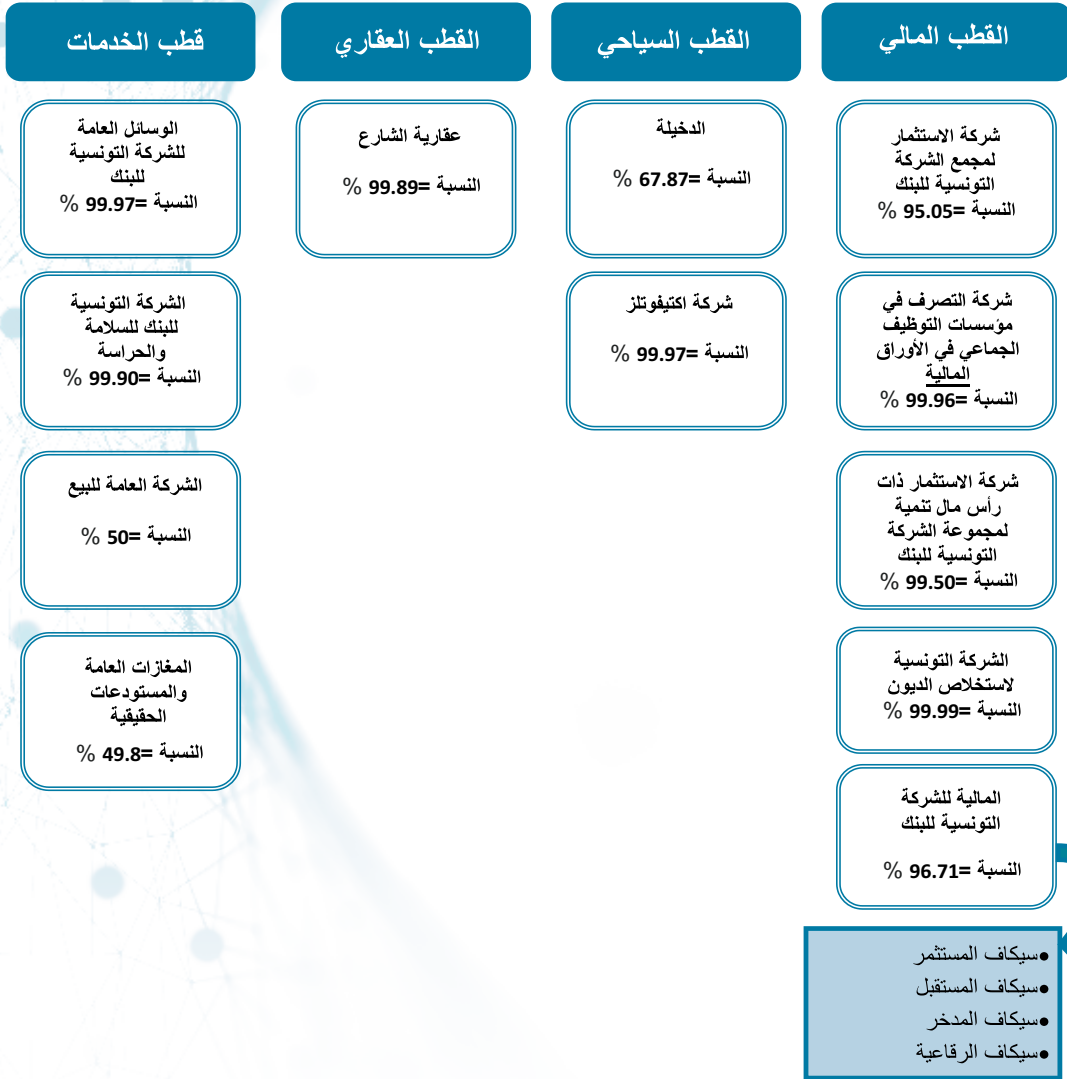 القطب المالي
شركة الاستثمار
لمجمع الشركة
التونسية للبنك
النسبة =95.05 %
شركة التصرف في
مؤسسات التوظيف
الجماعي في الأوراق
المالية
النسبة =99.96 %
شركة الاستثمار ذات
رأس مال تنمية
لمجموعة الشركة
التونسية للبنك
النسبة =99.50 %
الشركة التونسية
لاستخلاص الديون
النسبة =99.99 %
المالية للشركة
التونسية للبنك
النسبة =96.71 %
•سيكاف المستثمر
•سيكاف المستقبل
•سيكاف المدخر
•سيكاف الرقاعية
القطب السياحي
الدخيلة
النسبة =67.87 %
شركة اكتيفوتلز
النسبة =99.97 %
القطب العقاري
عقارية الشارع
النسبة =99.89 %
قطب الخدمات
الوسائل العامة
للشركة التونسية
للبنك
النسبة =99.97 %
الشركة التونسية
للبنك للسلامة
والحراسة
النسبة =99.90 %
الشركة العامة للبيع
النسبة =50 %
المغازات العامة
والمستودعات
الحقيقية
النسبة =49.8 %